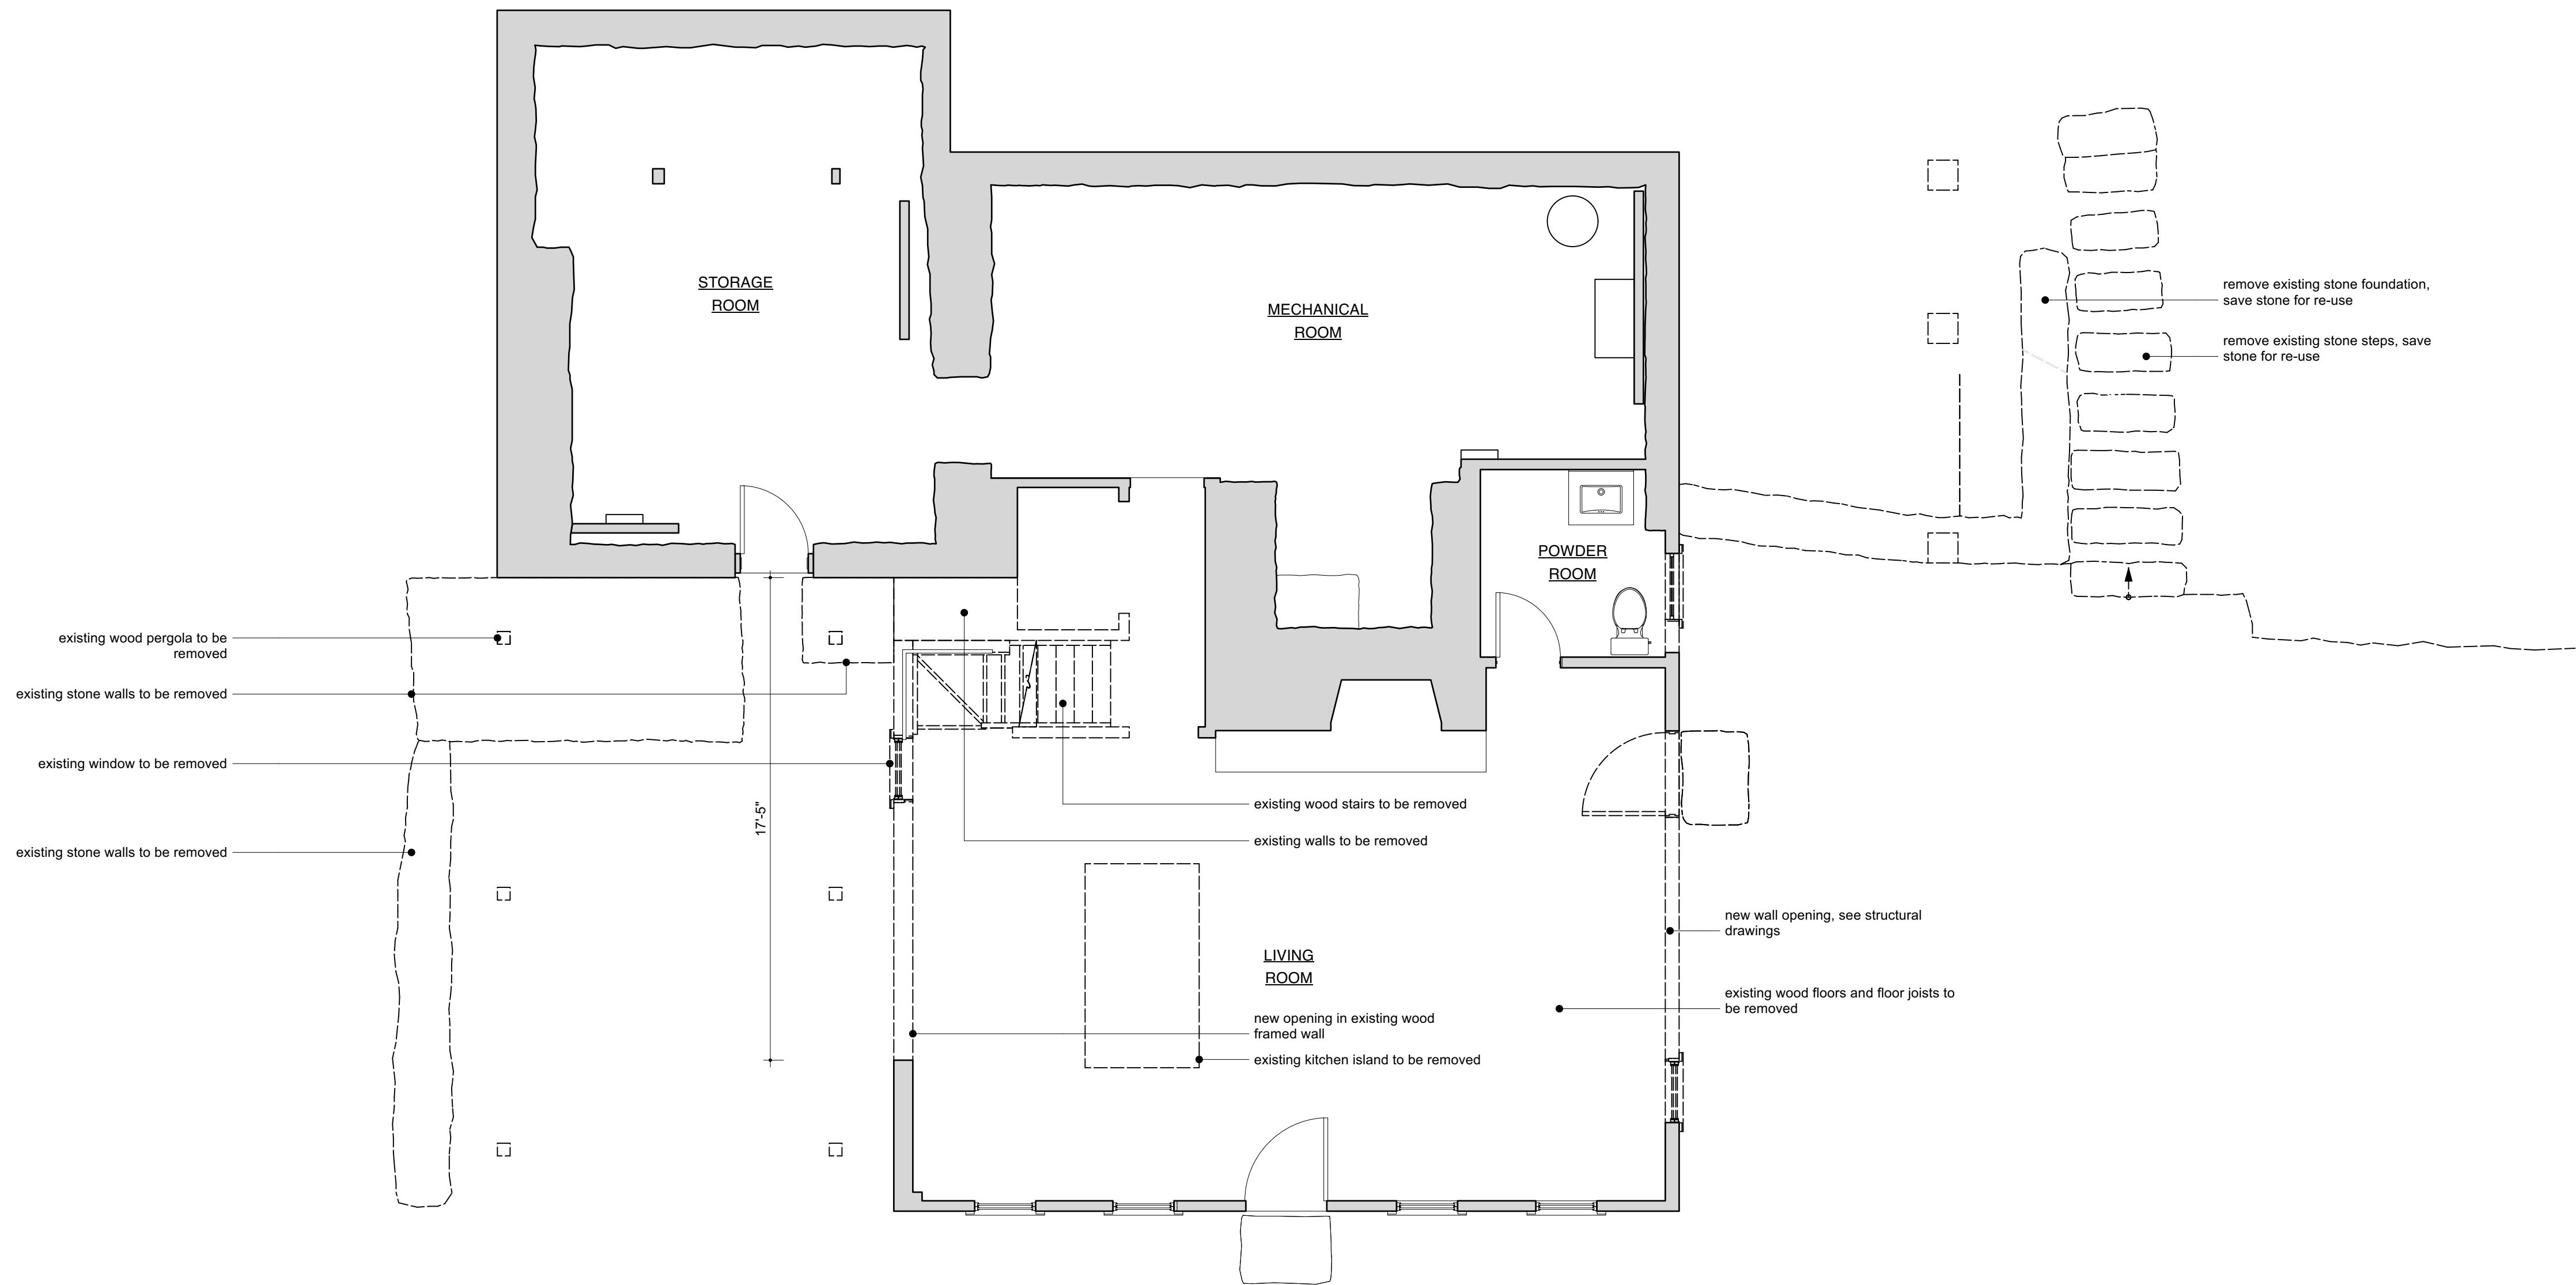 STORAGE
ROOM
MECHANICAL
ROOM
remove existing stone foundation,
save stone for re-use
remove existing stone steps, save
stone for re-use
POWDER
ROOM
existing wood pergola to be
removed
existing stone walls to be removed
existing window to be removed
existing stone walls to be removed
17'-5"
existing wood stairs to be removed
existing walls to be removed
LIVING
ROOM
new opening in existing wood
framed wall
existing kitchen island to be removed
new wall opening, see structural
drawings
existing wood floors and floor joists to
be removed